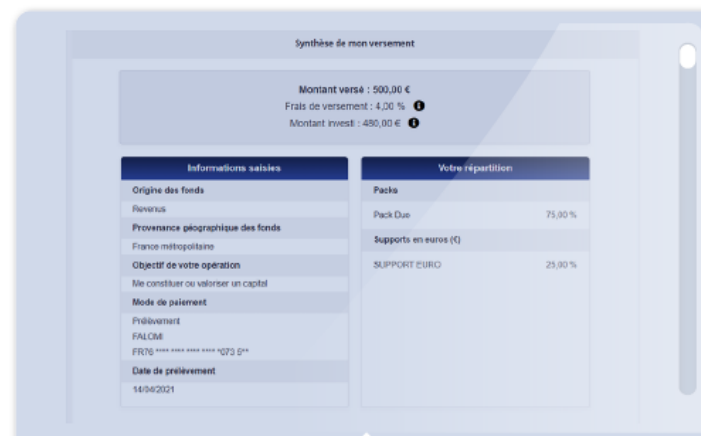 Synthèse de mon versement
Montant versé : 500,00 €
Frais de versement : 4,00 %
Montant investi : 480,00 €
Informations saisies
Origine des fonds
Revenus
Provenance géographique des fonds
France métropolitaine
Objectif de votre opération
Me constituer ou valoriser un capital
Mode de paiement
Prélèvement
FALOMI
FR76 **** **** **** **** *073 5**
Date de prélèvement
14/04/2021
Votre répartition
Packs
Pack Duo 75,00 %
Supports en euros (€)
SUPPORT EURO 25,00 %